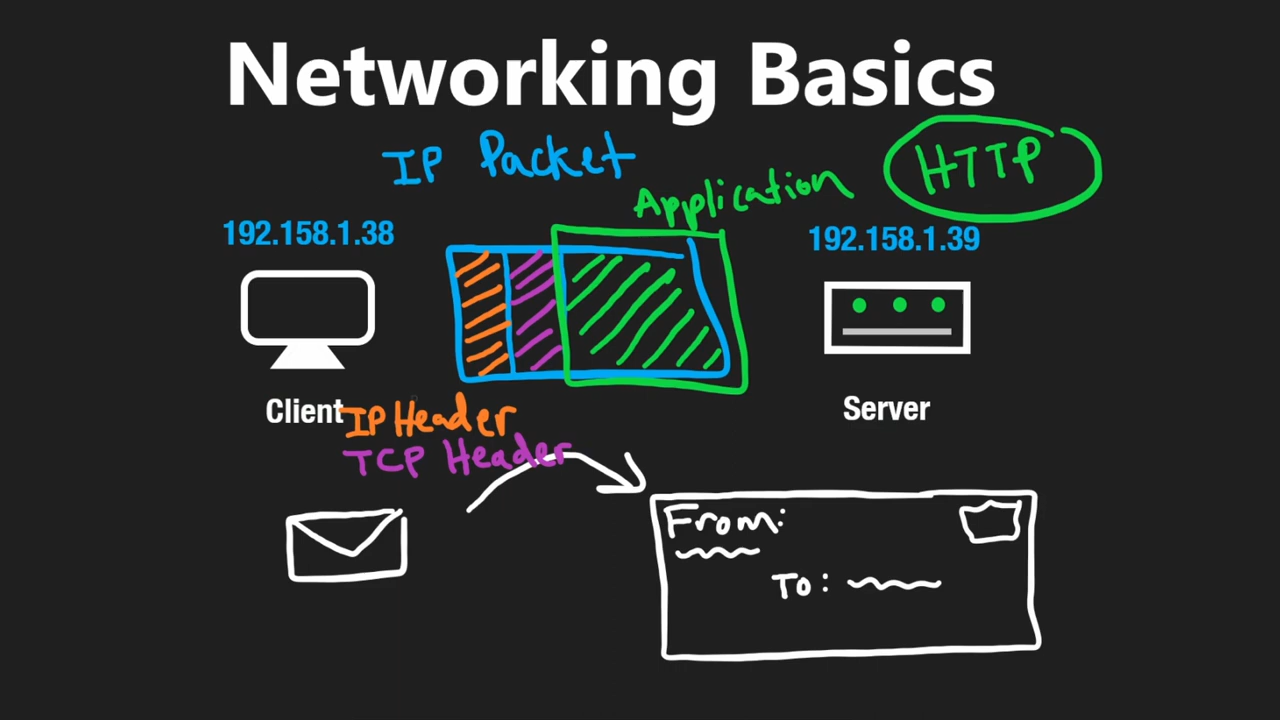 Networking Basics
IP Packet
Application
HTTP
192.158.1.38
192.158.1.39
Client
Server
IP Header
TCP Header
From:
To: